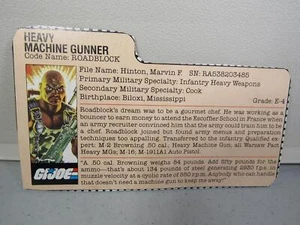 HEAVY
MACHINE GUNNER
Code Name: ROADBLOCK
File Name: Hinton, Marvin F. SN: RA538203485
Primary Military Specialty: Infantry Heavy Weapons
Secondary Military Specialty: Cook
Birthplace: Biloxi, Mississippi Grade: E-4
Roadblock's dream was to be a gourmet chef. He was working as a
bouncer to earn money to attend the Escoffier School in France when
an army recruiter convinced him that the army could train him to be
a chef. Roadblock joined but found army menus and preparation
techniques too appalling. Transferred to the infantry. Qualified ex-
pert: M-2 Browning .50 cal.; Heavy Machine Gun; all Warsaw Pact
Heavy MGs; M-16; M-1911A1 Auto Pistol.
"A .50 cal. Browning weighs 84 pounds. Add fifty pounds for the
ammo—that's about 134 pounds of steel generating 2930 f.p.s. in
muzzle velocity at a cyclic rate of 550 rpm. Anybody who can handle
that doesn't need a machine gun to keep me away!"
GI JOE